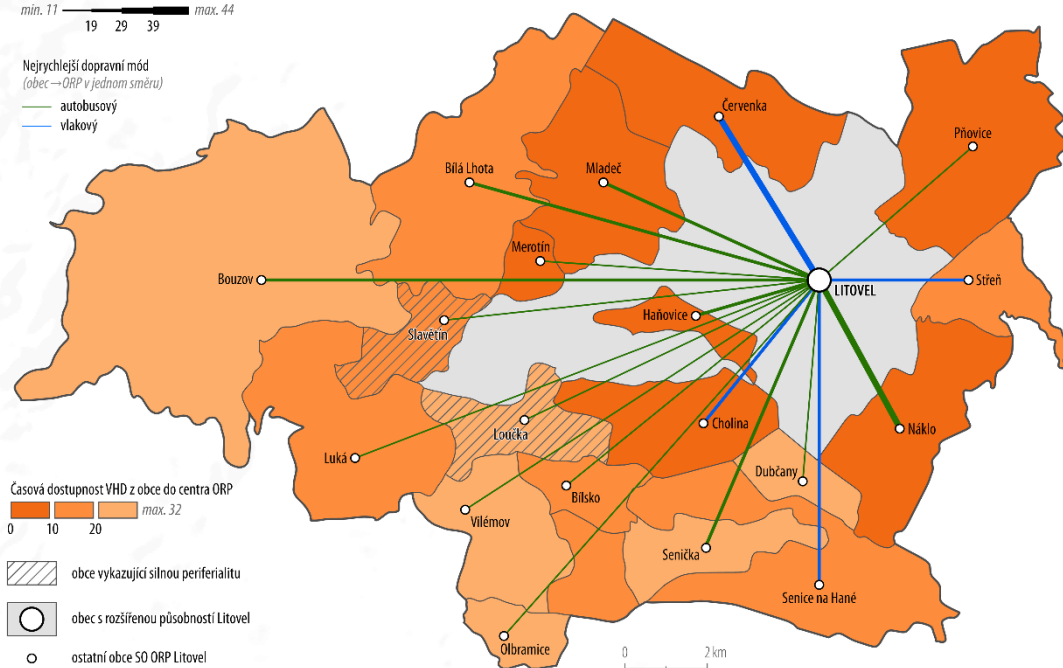 min. 11
max. 44
19 29 39
Nejrychlejší dopravní mód
(obec→ORP v jednom směru)
autobusový
vlakový
Červenka
Pňovice
Bílá Lhota
Mladeč
Merotín
Bouzov
LITOVEL
Střeň
Slavětín
Haňovice
Loučka
Cholina
Náklo
Luká
Dubčany
Časová dostupnost VHD z obce do centra ORP
max. 32
0 10 20
Bílsko
Vilémov
Senička
obce vykazující silnou periferialitu
Senice na Hané
obec s rozšířenou působností Litovel
Olbramice
ostatní obce SO ORP Litovel
0 2 km